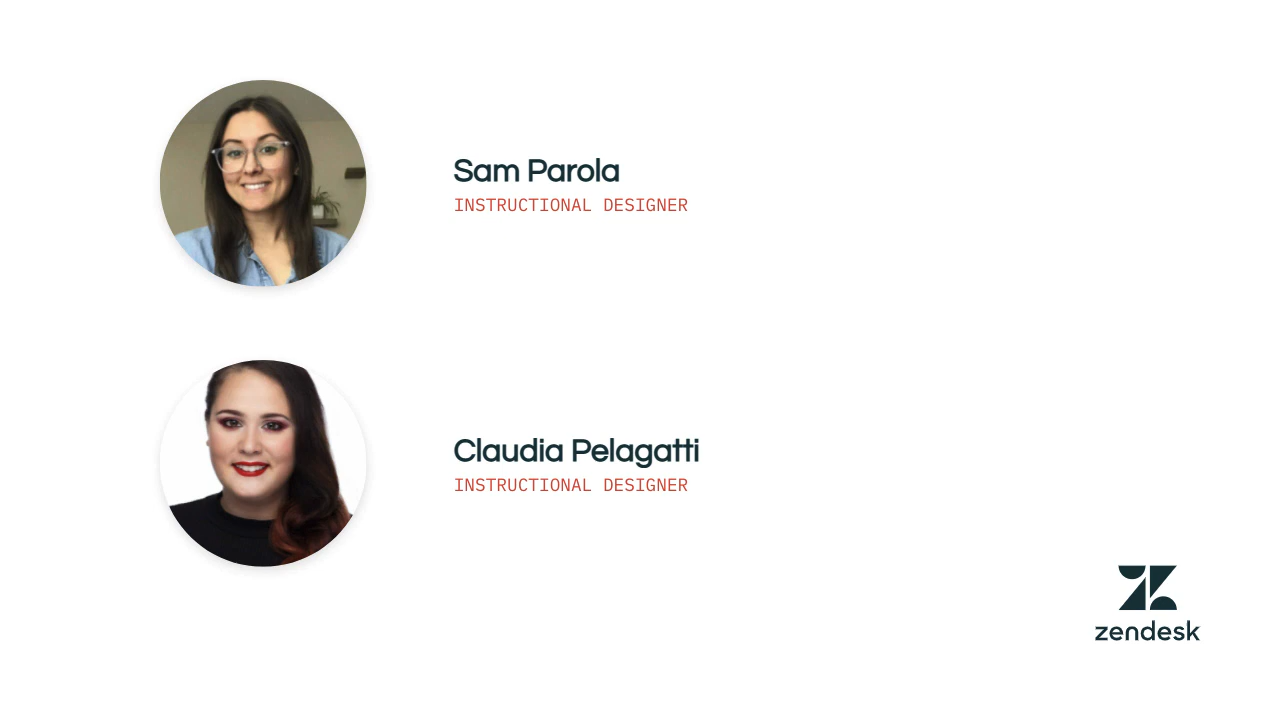 Sam Parola
INSTRUCTIONAL DESIGNER
Claudia Pelagatti
INSTRUCTIONAL DESIGNER
zendesk